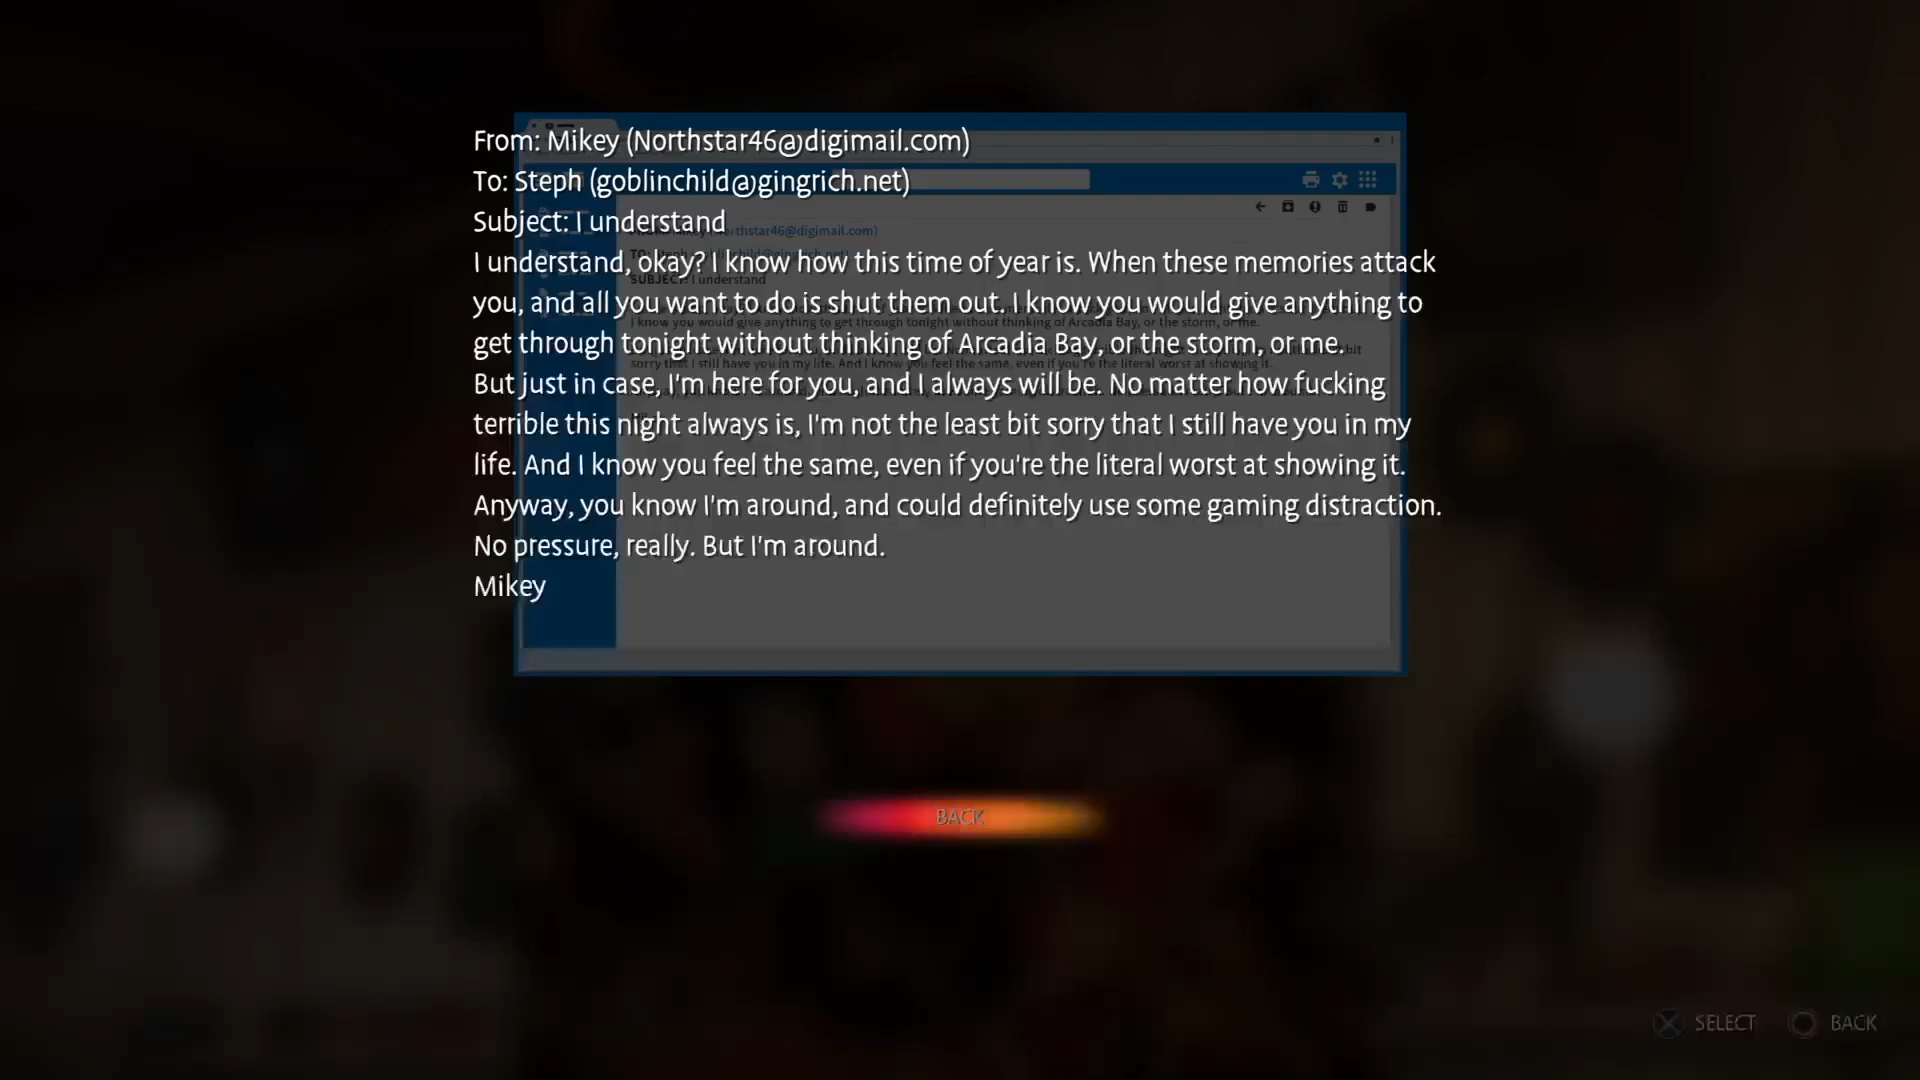 From: Mikey (Northstar46@digimail.com)
To: Steph (goblinchild@gingrich.net)
Subject: I understand
I understand, okay? I know how this time of year is. When these memories attack
you, and all you want to do is shut them out. I know you would give anything to
get through tonight without thinking of Arcadia Bay, or the storm, or me.
But just in case, I'm here for you, and I always will be. No matter how fucking
terrible this night always is, I'm not the least bit sorry that I still have you in my
life. And I know you feel the same, even if you're the literal worst at showing it.
Anyway, you know I'm around, and could definitely use some gaming distraction.
No pressure, really. But I'm around.
Mikey
BACK
SELECT BACK